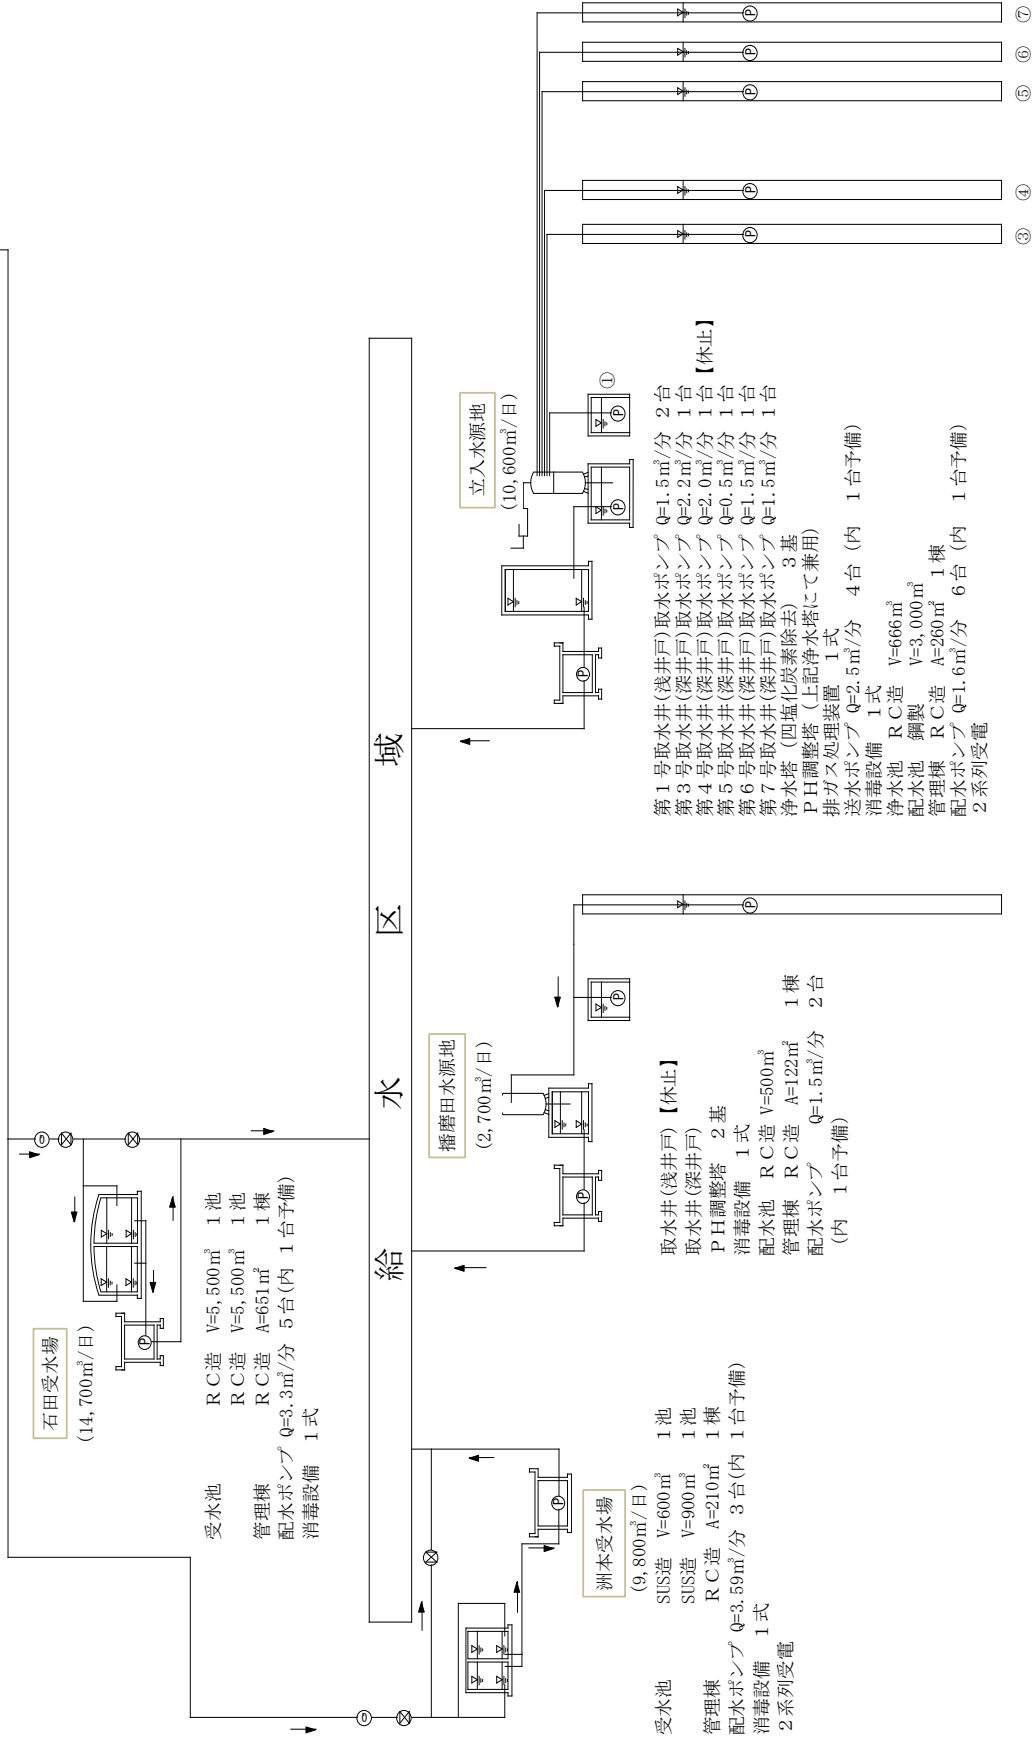 石田受水場
(14,700m³/日)
受水池 ＲＣ造 V=5,500m³ 1池
ＲＣ造 V=5,500m³ 1池
管理棟 ＲＣ造 A=651m² 1棟
配水ポンプ Q=3.3m³/分 5台(内 1台予備)
消毒設備 1式
給水区域
洲本受水場
(9,800m³/日)
受水池 SUS造 V=600m³ 1池
SUS造 V=900m³ 1池
管理棟 ＲＣ造 A=210m² 1棟
配水ポンプ Q=3.59m³/分 3台(内 1台予備)
消毒設備 1式
２系列受電
播磨田水源地
(2,700m³/日)
取水井(浅井戸) 【休止】
取水井(深井戸)
ＰＨ調整塔 2基
消毒設備 1式
配水池 ＲＣ造 V=500m³
管理棟 ＲＣ造 A=122m² 1棟
配水ポンプ Q=1.5m³/分 2台
(内 1台予備)
立入水源地
(10,600m³/日)
第１号取水井(浅井戸)取水ポンプ Q=1.5m³/分 2台
第３号取水井(深井戸)取水ポンプ Q=2.2m³/分 1台
第４号取水井(深井戸)取水ポンプ Q=2.0m³/分 1台 【休止】
第５号取水井(深井戸)取水ポンプ Q=0.5m³/分 1台
第６号取水井(深井戸)取水ポンプ Q=1.5m³/分 1台
第７号取水井(深井戸)取水ポンプ Q=1.5m³/分 1台
浄水塔（四塩化炭素除去） 3基
ＰＨ調整塔（上記浄水塔にて兼用）
排ガス処理装置 1式
送水ポンプ Q=2.5m³/分 4台（内 1台予備）
消毒設備 1式
浄水池 ＲＣ造 V=666m³
配水池 鋼製 V=3,000m³
管理棟 ＲＣ造 A=260m² 1棟
配水ポンプ Q=1.6m³/分 6台（内 1台予備）
２系列受電
①
③
④
⑤
⑥
⑦